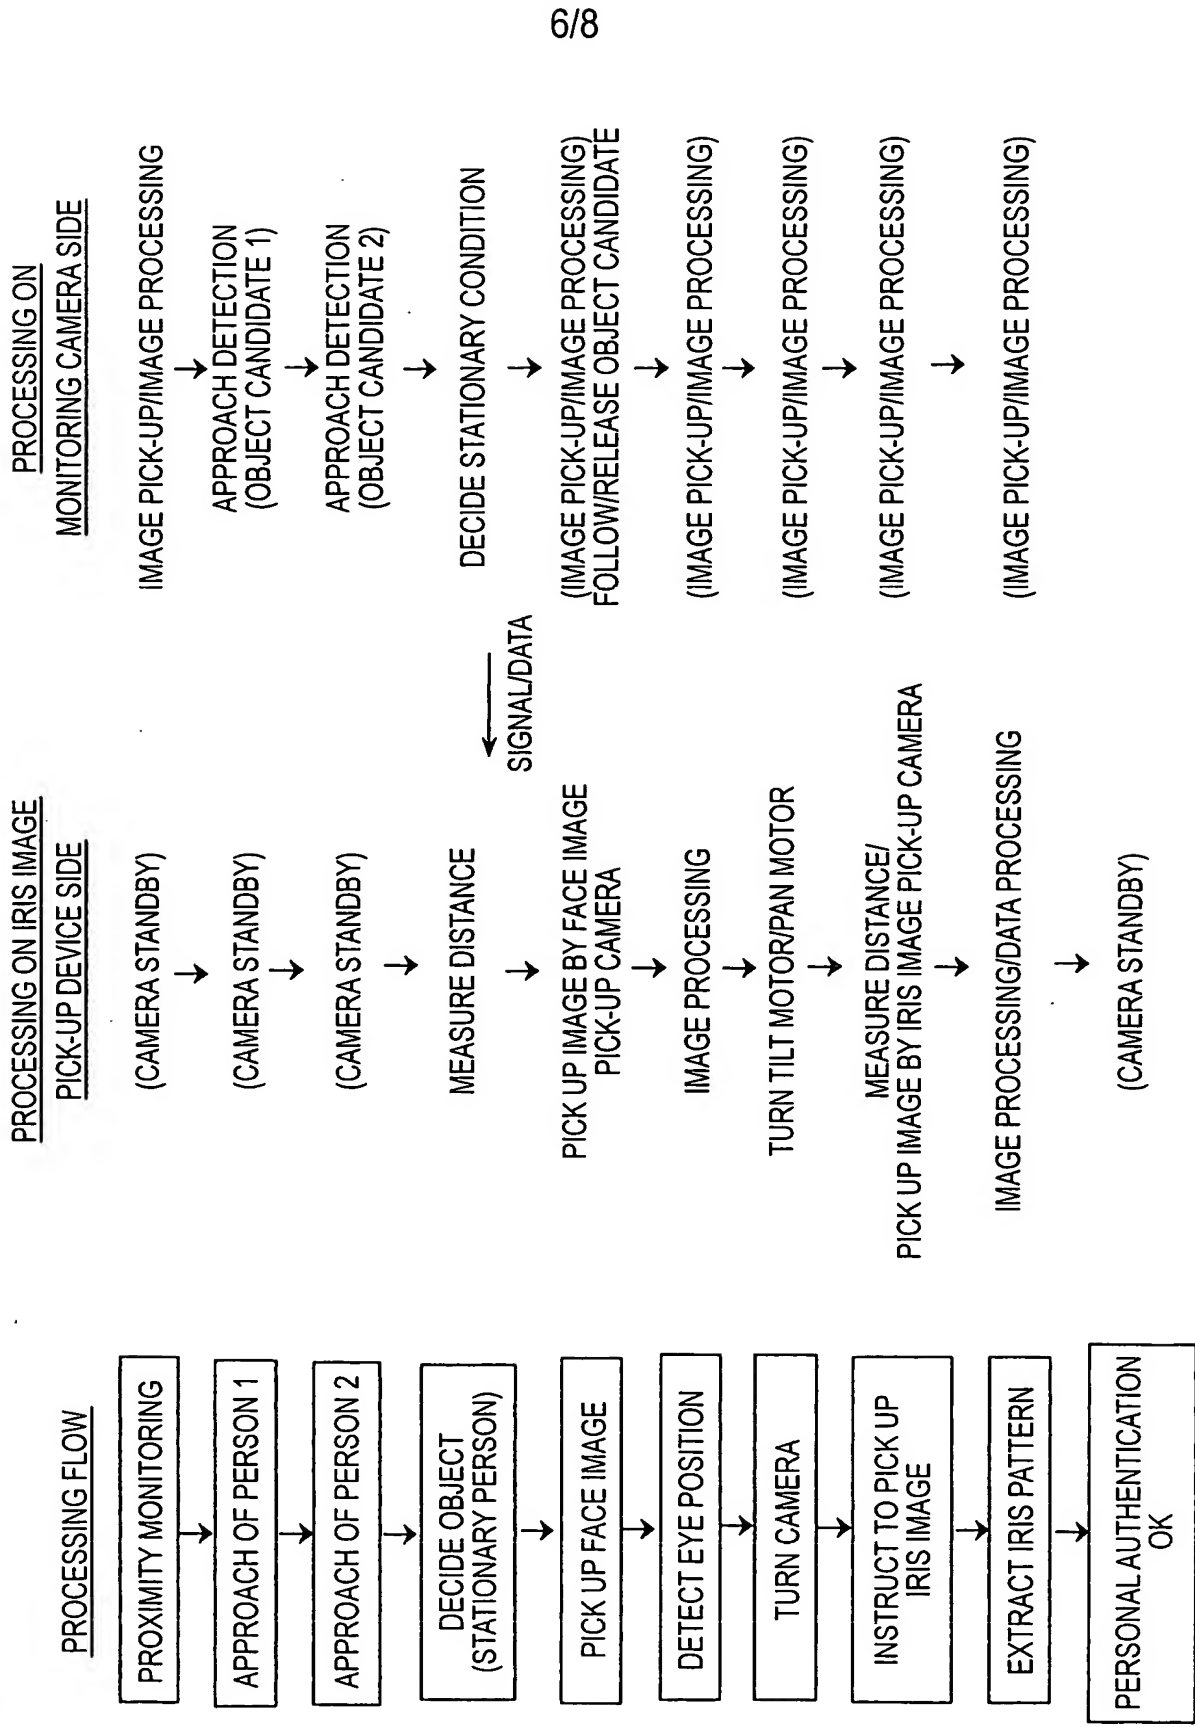 6/8
PROCESSING FLOW
PROXIMITY MONITORING
APPROACH OF PERSON 1
APPROACH OF PERSON 2
DECIDE OBJECT
(STATIONARY PERSON)
PICK UP FACE IMAGE
DETECT EYE POSITION
TURN CAMERA
INSTRUCT TO PICK UP
IRIS IMAGE
EXTRACT IRIS PATTERN
PERSONAL AUTHENTICATION
OK
PROCESSING ON IRIS IMAGE
PICK-UP DEVICE SIDE
(CAMERA STANDBY)
(CAMERA STANDBY)
(CAMERA STANDBY)
MEASURE DISTANCE
PICK UP IMAGE BY FACE IMAGE
PICK-UP CAMERA
IMAGE PROCESSING
TURN TILT MOTOR/PAN MOTOR
MEASURE DISTANCE/
PICK UP IMAGE BY IRIS IMAGE PICK-UP CAMERA
IMAGE PROCESSING/DATA PROCESSING
(CAMERA STANDBY)
SIGNAL/DATA
PROCESSING ON
MONITORING CAMERA SIDE
IMAGE PICK-UP/IMAGE PROCESSING
APPROACH DETECTION
(OBJECT CANDIDATE 1)
APPROACH DETECTION
(OBJECT CANDIDATE 2)
DECIDE STATIONARY CONDITION
(IMAGE PICK-UP/IMAGE PROCESSING)
FOLLOW/RELEASE OBJECT CANDIDATE
(IMAGE PICK-UP/IMAGE PROCESSING)
(IMAGE PICK-UP/IMAGE PROCESSING)
(IMAGE PICK-UP/IMAGE PROCESSING)
(IMAGE PICK-UP/IMAGE PROCESSING)